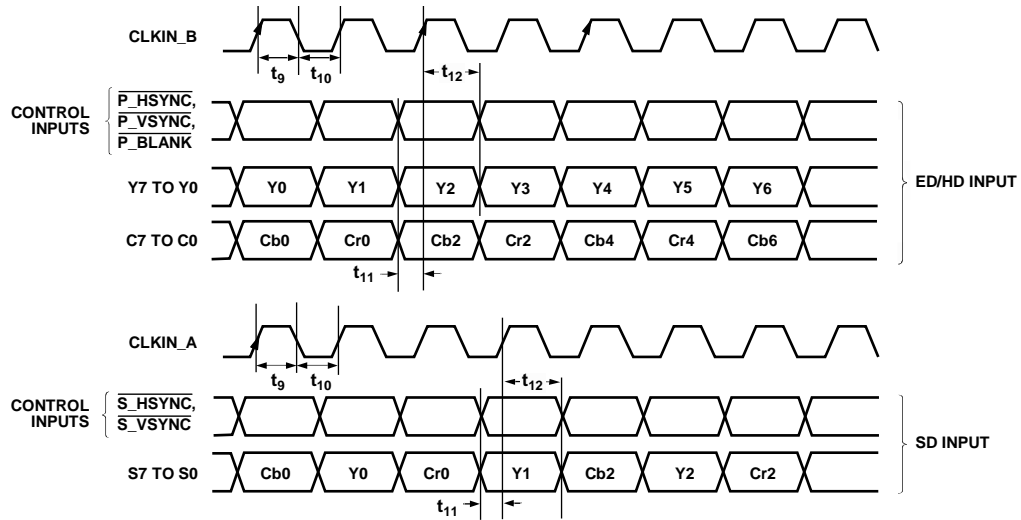 CLKIN_B
t9 t10
t12
CONTROL INPUTS
P_HSYNC,
P_VSYNC,
P_BLANK
Y7 TO Y0 Y0 Y1 Y2 Y3 Y4 Y5 Y6
ED/HD INPUT
C7 TO C0 Cb0 Cr0 Cb2 Cr2 Cb4 Cr4 Cb6
t11
CLKIN_A
t9 t10
t12
CONTROL INPUTS
S_HSYNC,
S_VSYNC
SD INPUT
S7 TO S0 Cb0 Y0 Cr0 Y1 Cb2 Y2 Cr2
t11